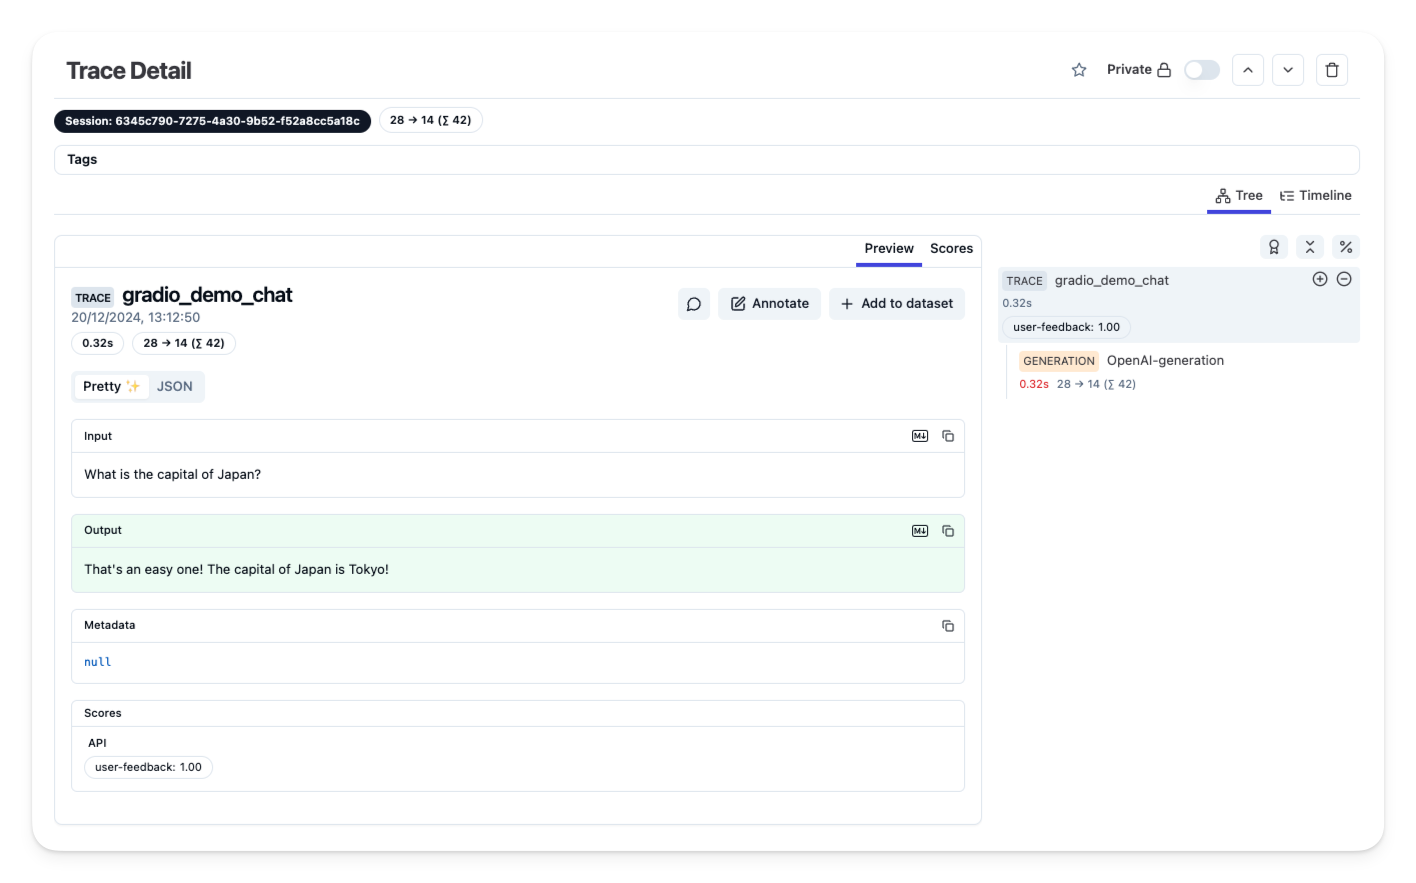 Trace Detail
Private
Session: 6345c790-7275-4a30-9b52-f52a8cc5a18c
28 → 14 (∑ 42)
Tags
Tree
Timeline
Preview
Scores
TRACE gradio_demo_chat
20/12/2024, 13:12:50
0.32s
28 → 14 (∑ 42)
Annotate
+ Add to dataset
Pretty ✨
JSON
Input
M↓
What is the capital of Japan?
Output
M↓
That's an easy one! The capital of Japan is Tokyo!
Metadata
null
Scores
API
user-feedback: 1.00
TRACE gradio_demo_chat
0.32s
user-feedback: 1.00
GENERATION OpenAI-generation
0.32s 28 → 14 (∑ 42)